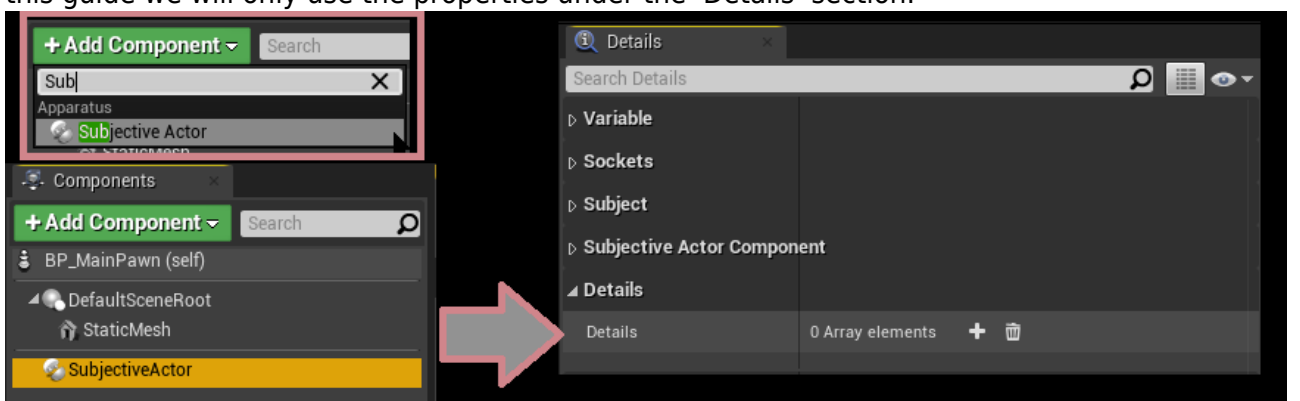 this guide we will only use the properties under the "Details" section.
+ Add Component
Search
Sub
Apparatus
Subjective Actor
StaticMesh
Components
+ Add Component
Search
BP_MainPawn (self)
DefaultSceneRoot
StaticMesh
SubjectiveActor
Details
Search Details
Variable
Sockets
Subject
Subjective Actor Component
Details
Details 0 Array elements